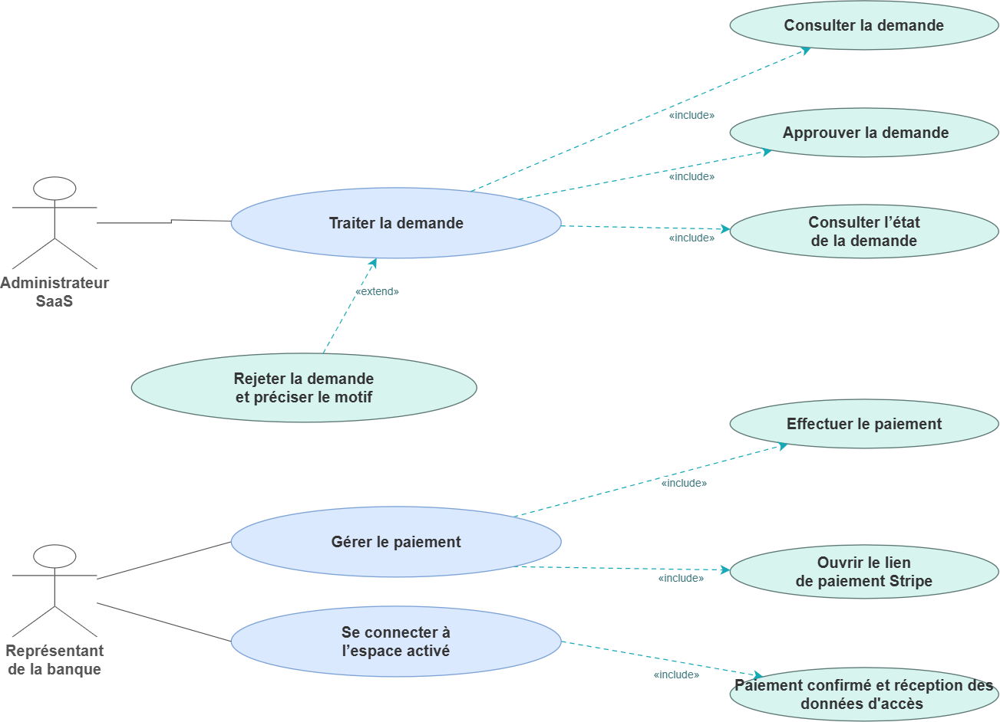 Consulter la demande
«include»
Approuver la demande
«include»
Traiter la demande
Consulter l’état
de la demande
«include»
Administrateur
SaaS
«extend»
Rejeter la demande
et préciser le motif
Effectuer le paiement
«include»
Gérer le paiement
Ouvrir le lien
de paiement Stripe
«include»
Représentant
de la banque
Se connecter à
l’espace activé
«include»
Paiement confirmé et réception des
données d'accès